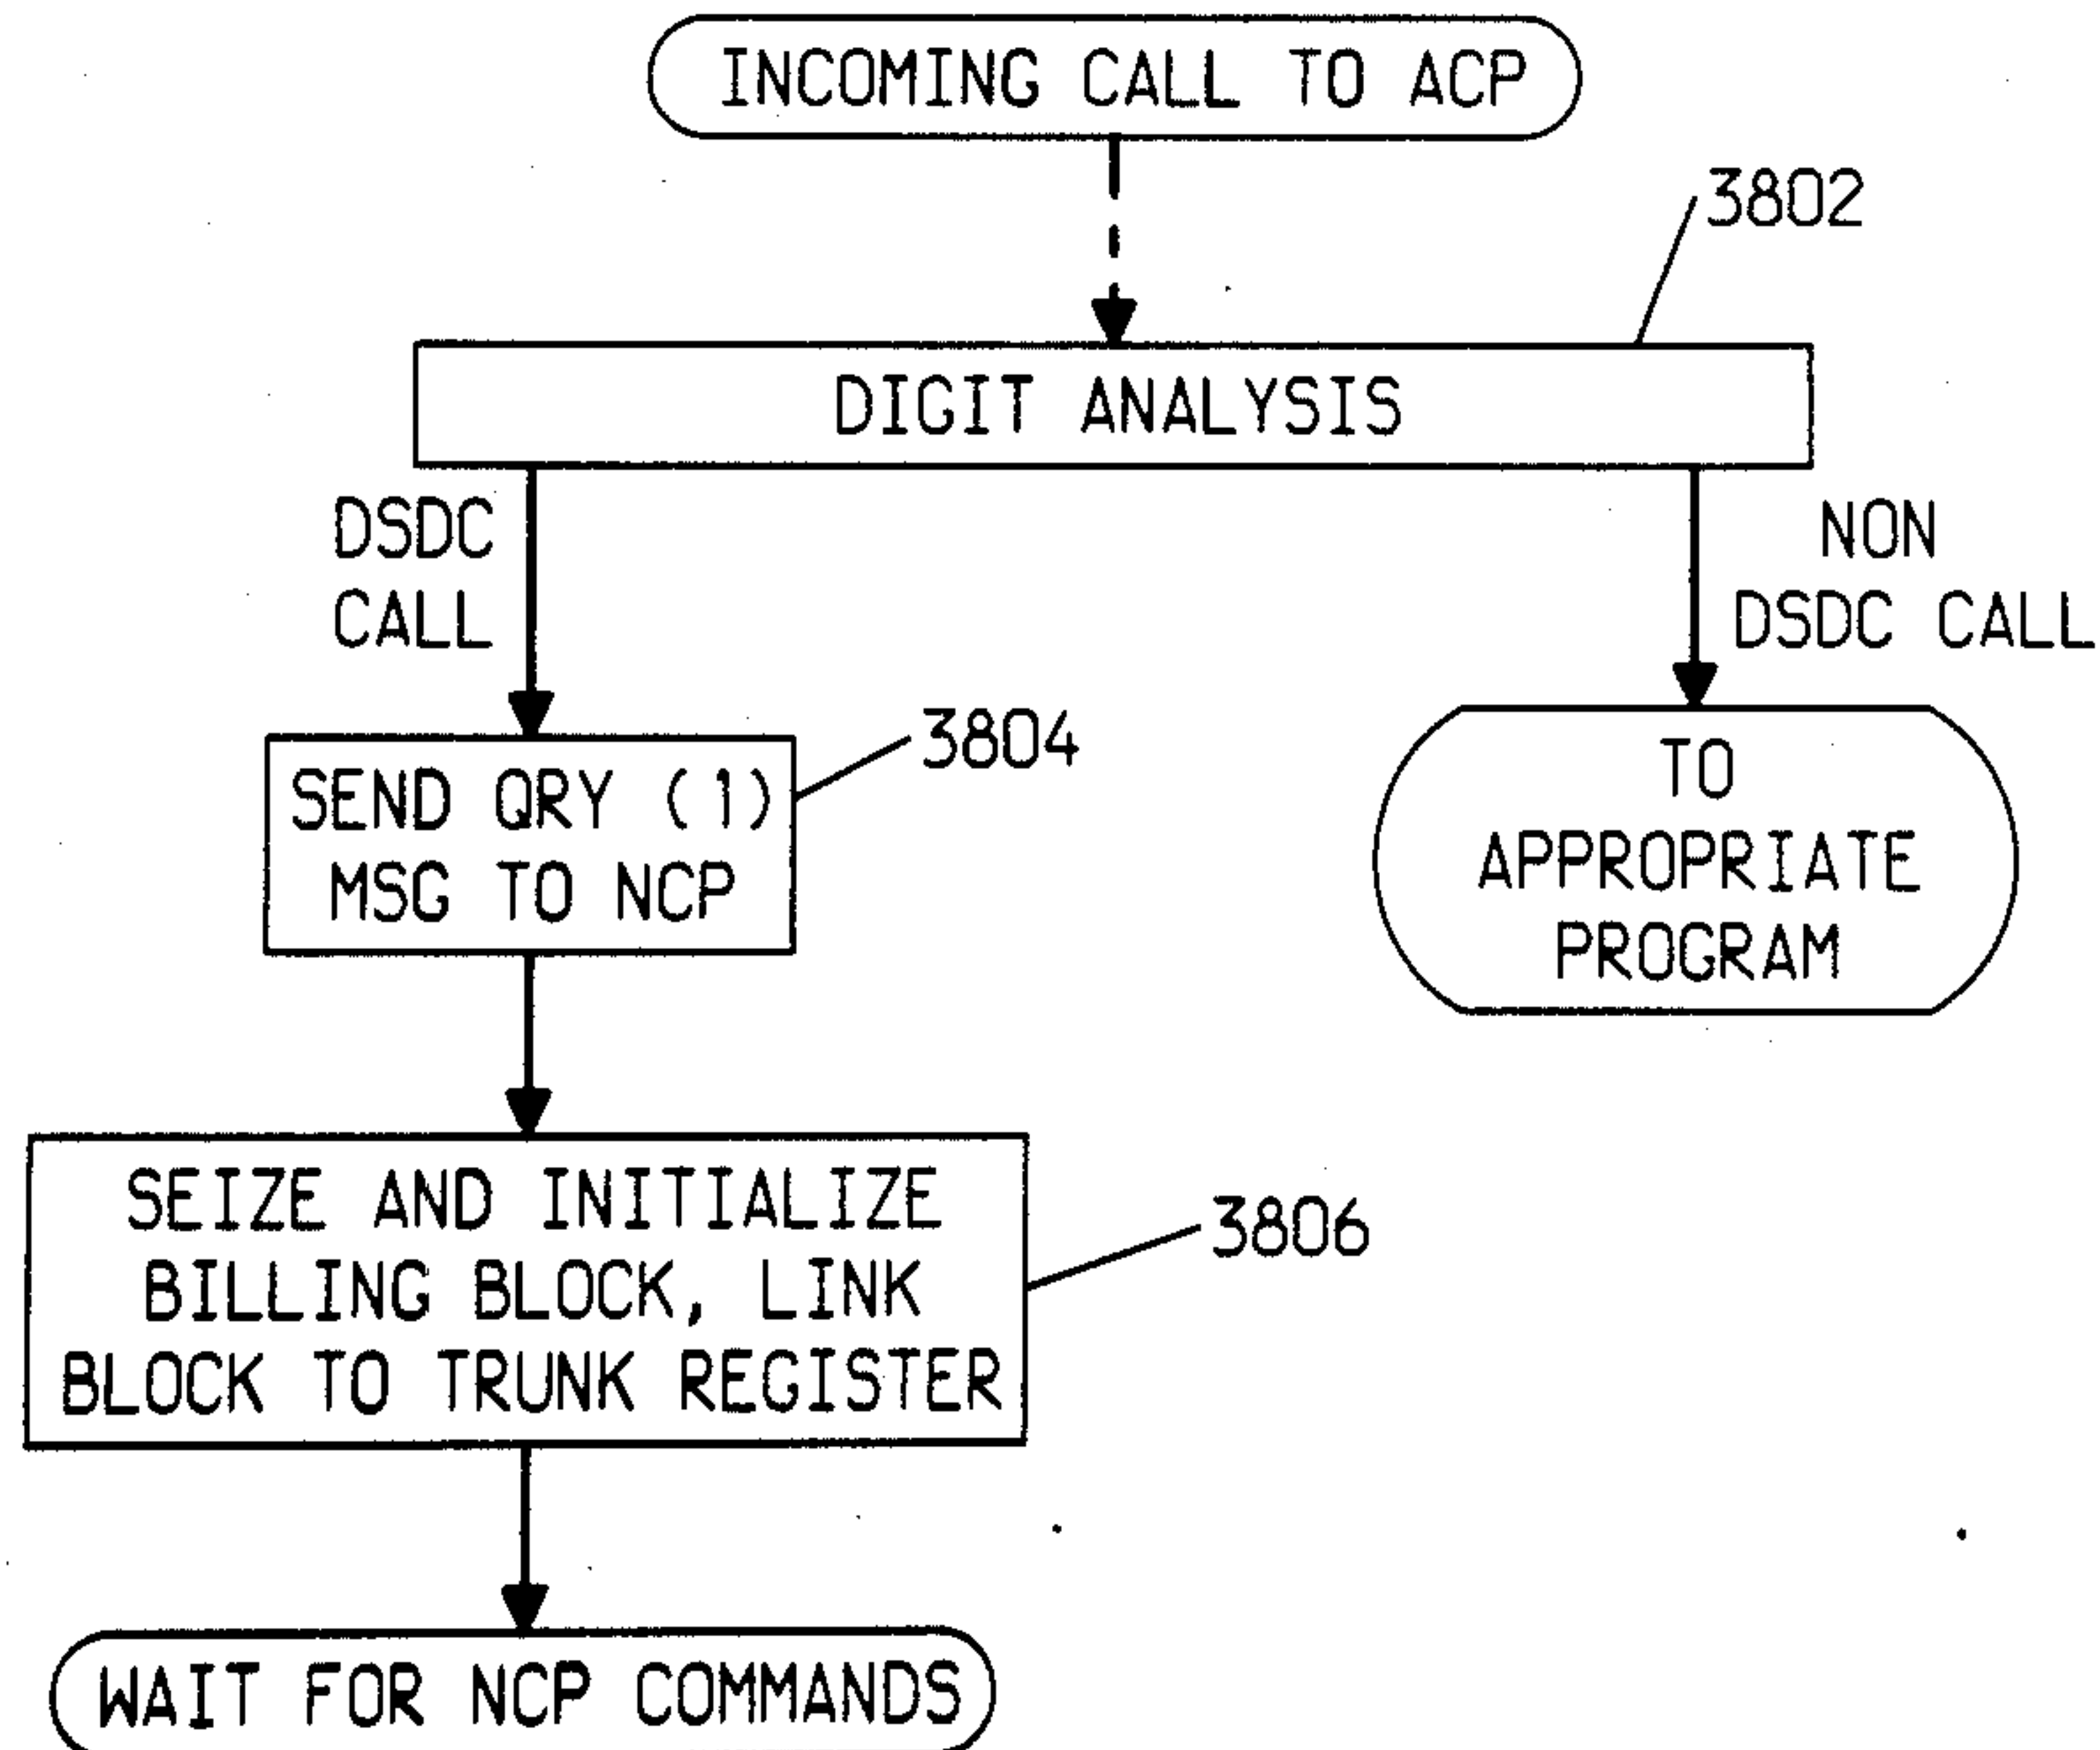 INCOMING CALL TO ACP
3802
DIGIT ANALYSIS
DSDC
CALL
NON
DSDC CALL
3804
SEND QRY (1)
MSG TO NCP
TO
APPROPRIATE
PROGRAM
SEIZE AND INITIALIZE
BILLING BLOCK, LINK
BLOCK TO TRUNK REGISTER
3806
WAIT FOR NCP COMMANDS